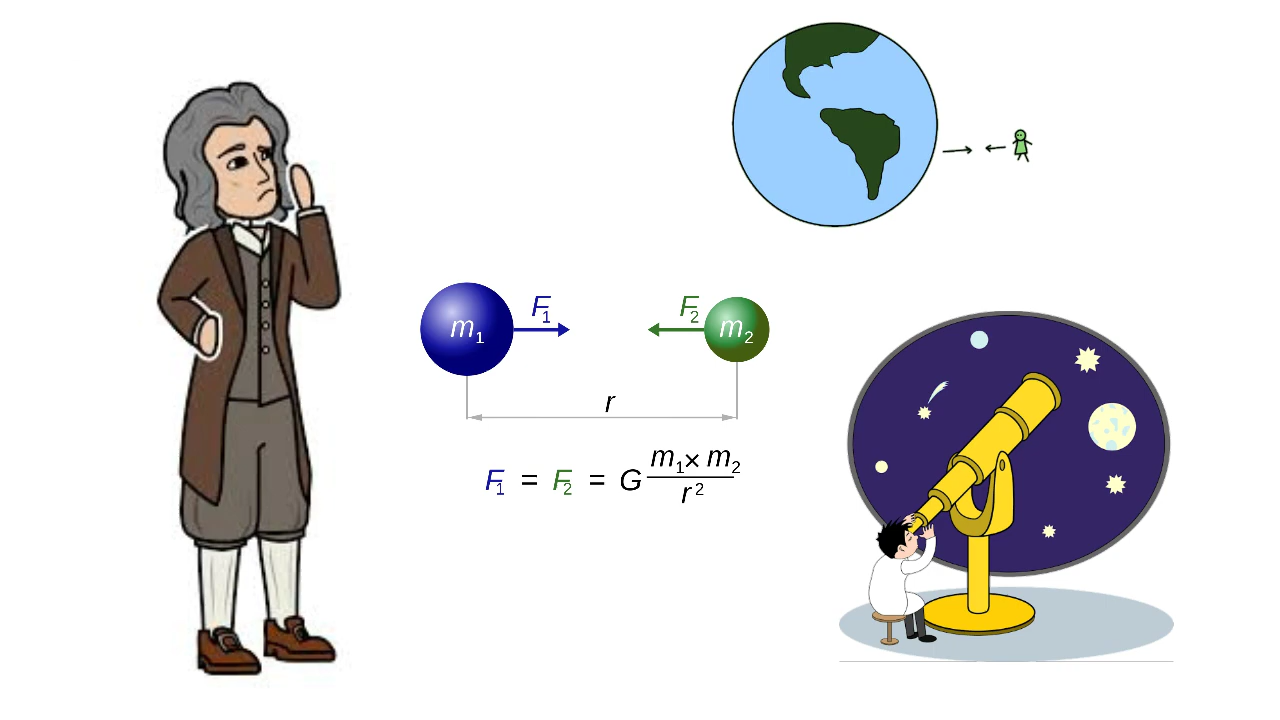 F₁ F₂
m₁ m₂
r
F₁ = F₂ = G m₁ × m₂ / r²